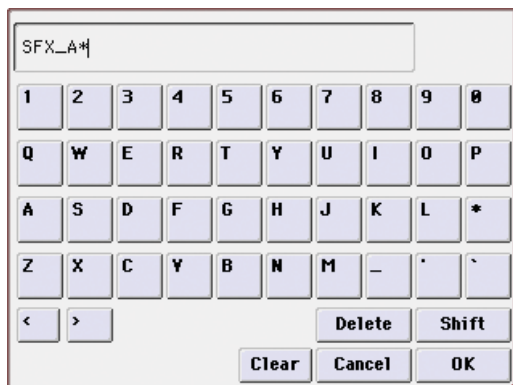 SFX_A*
1 2 3 4 5 6 7 8 9 0
Q W E R T Y U I O P
A S D F G H J K L *
Z X C V B N M _ ' `
< > Delete Shift
Clear Cancel OK